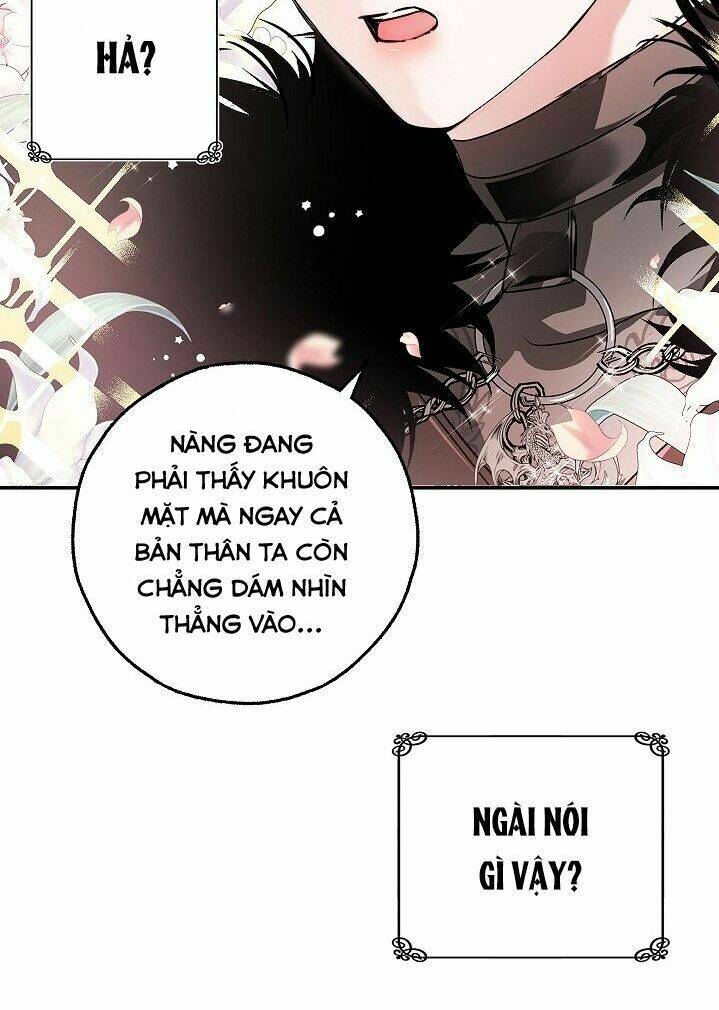 HẢ?
NÀNG ĐANG
PHẢI THẤY KHUÔN
MẶT MÀ NGAY CẢ
BẢN THÂN TA CÒN
CHẲNG DÁM NHÌN
THẲNG VÀO...
NGÀI NÓI
GÌ VẬY?